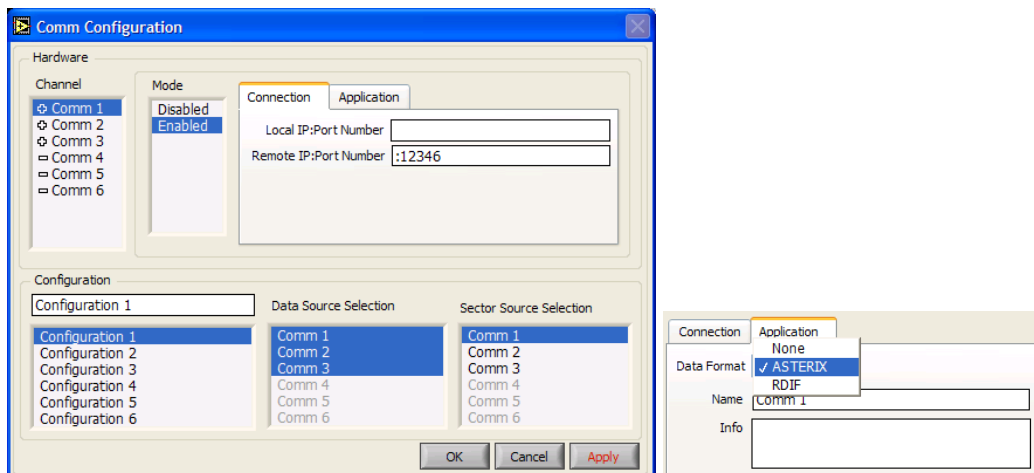 Comm Configuration
Hardware
Channel
Comm 1
Comm 2
Comm 3
Comm 4
Comm 5
Comm 6
Mode
Disabled
Enabled
Connection Application
Local IP:Port Number
Remote IP:Port Number :12346
Configuration
Configuration 1
Configuration 1
Configuration 2
Configuration 3
Configuration 4
Configuration 5
Configuration 6
Data Source Selection
Comm 1
Comm 2
Comm 3
Comm 4
Comm 5
Comm 6
Sector Source Selection
Comm 1
Comm 2
Comm 3
Comm 4
Comm 5
Comm 6
OK Cancel Apply
Connection Application
Data Format
None
✓ ASTERIX
RDIF
Name Comm 1
Info